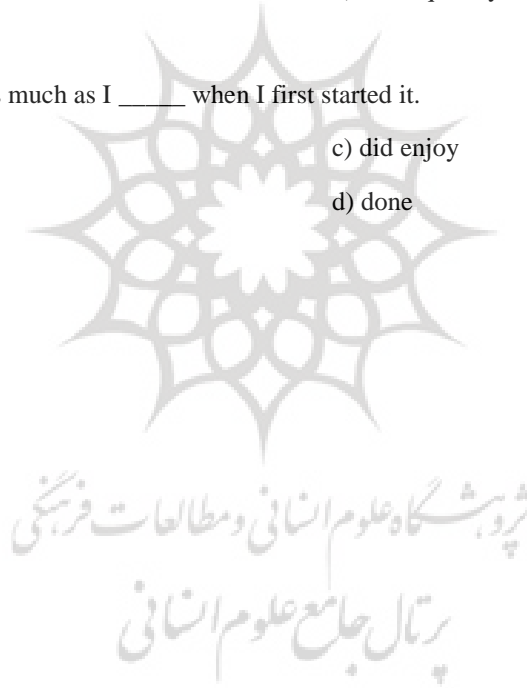 much as I _____ when I first started it.
c) did enjoy
d) done
پژوهشگاه علوم انسانی و مطالعات فرهنگی
پرتال جامع علوم انسانی